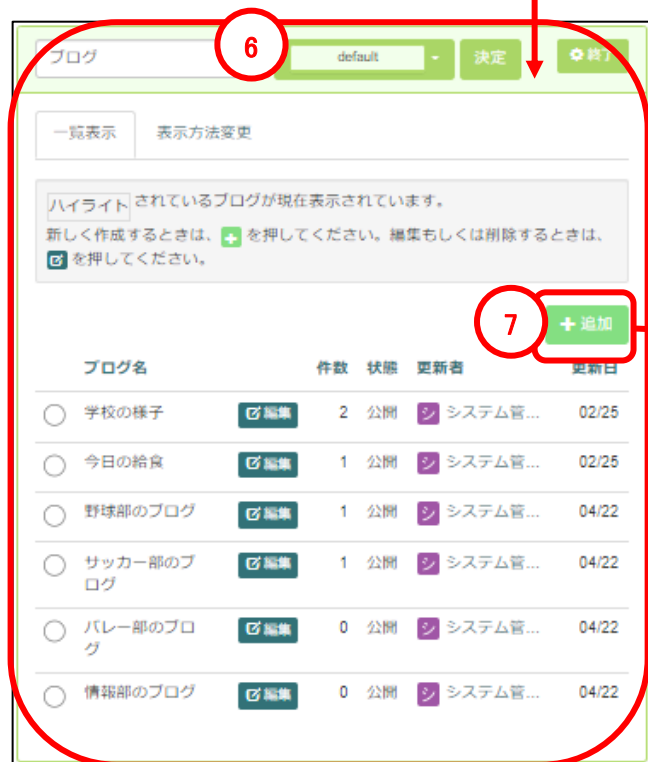 ブログ
6
default
決定
終了
一覧表示 表示方法変更
ハイライト されているブログが現在表示されています。
新しく作成するときは、 を押してください。編集もしくは削除するときは、
を押してください。
7
追加
ブログ名 件数 状態 更新者 更新日
学校の様子 編集 2 公開 シ システム管... 02/25
今日の給食 編集 1 公開 シ システム管... 02/25
野球部のブログ 編集 1 公開 シ システム管... 04/22
サッカー部のブ 編集 1 公開 シ システム管... 04/22
ログ
バレー部のブロ 編集 0 公開 シ システム管... 04/22
グ
情報部のブログ 編集 0 公開 シ システム管... 04/22